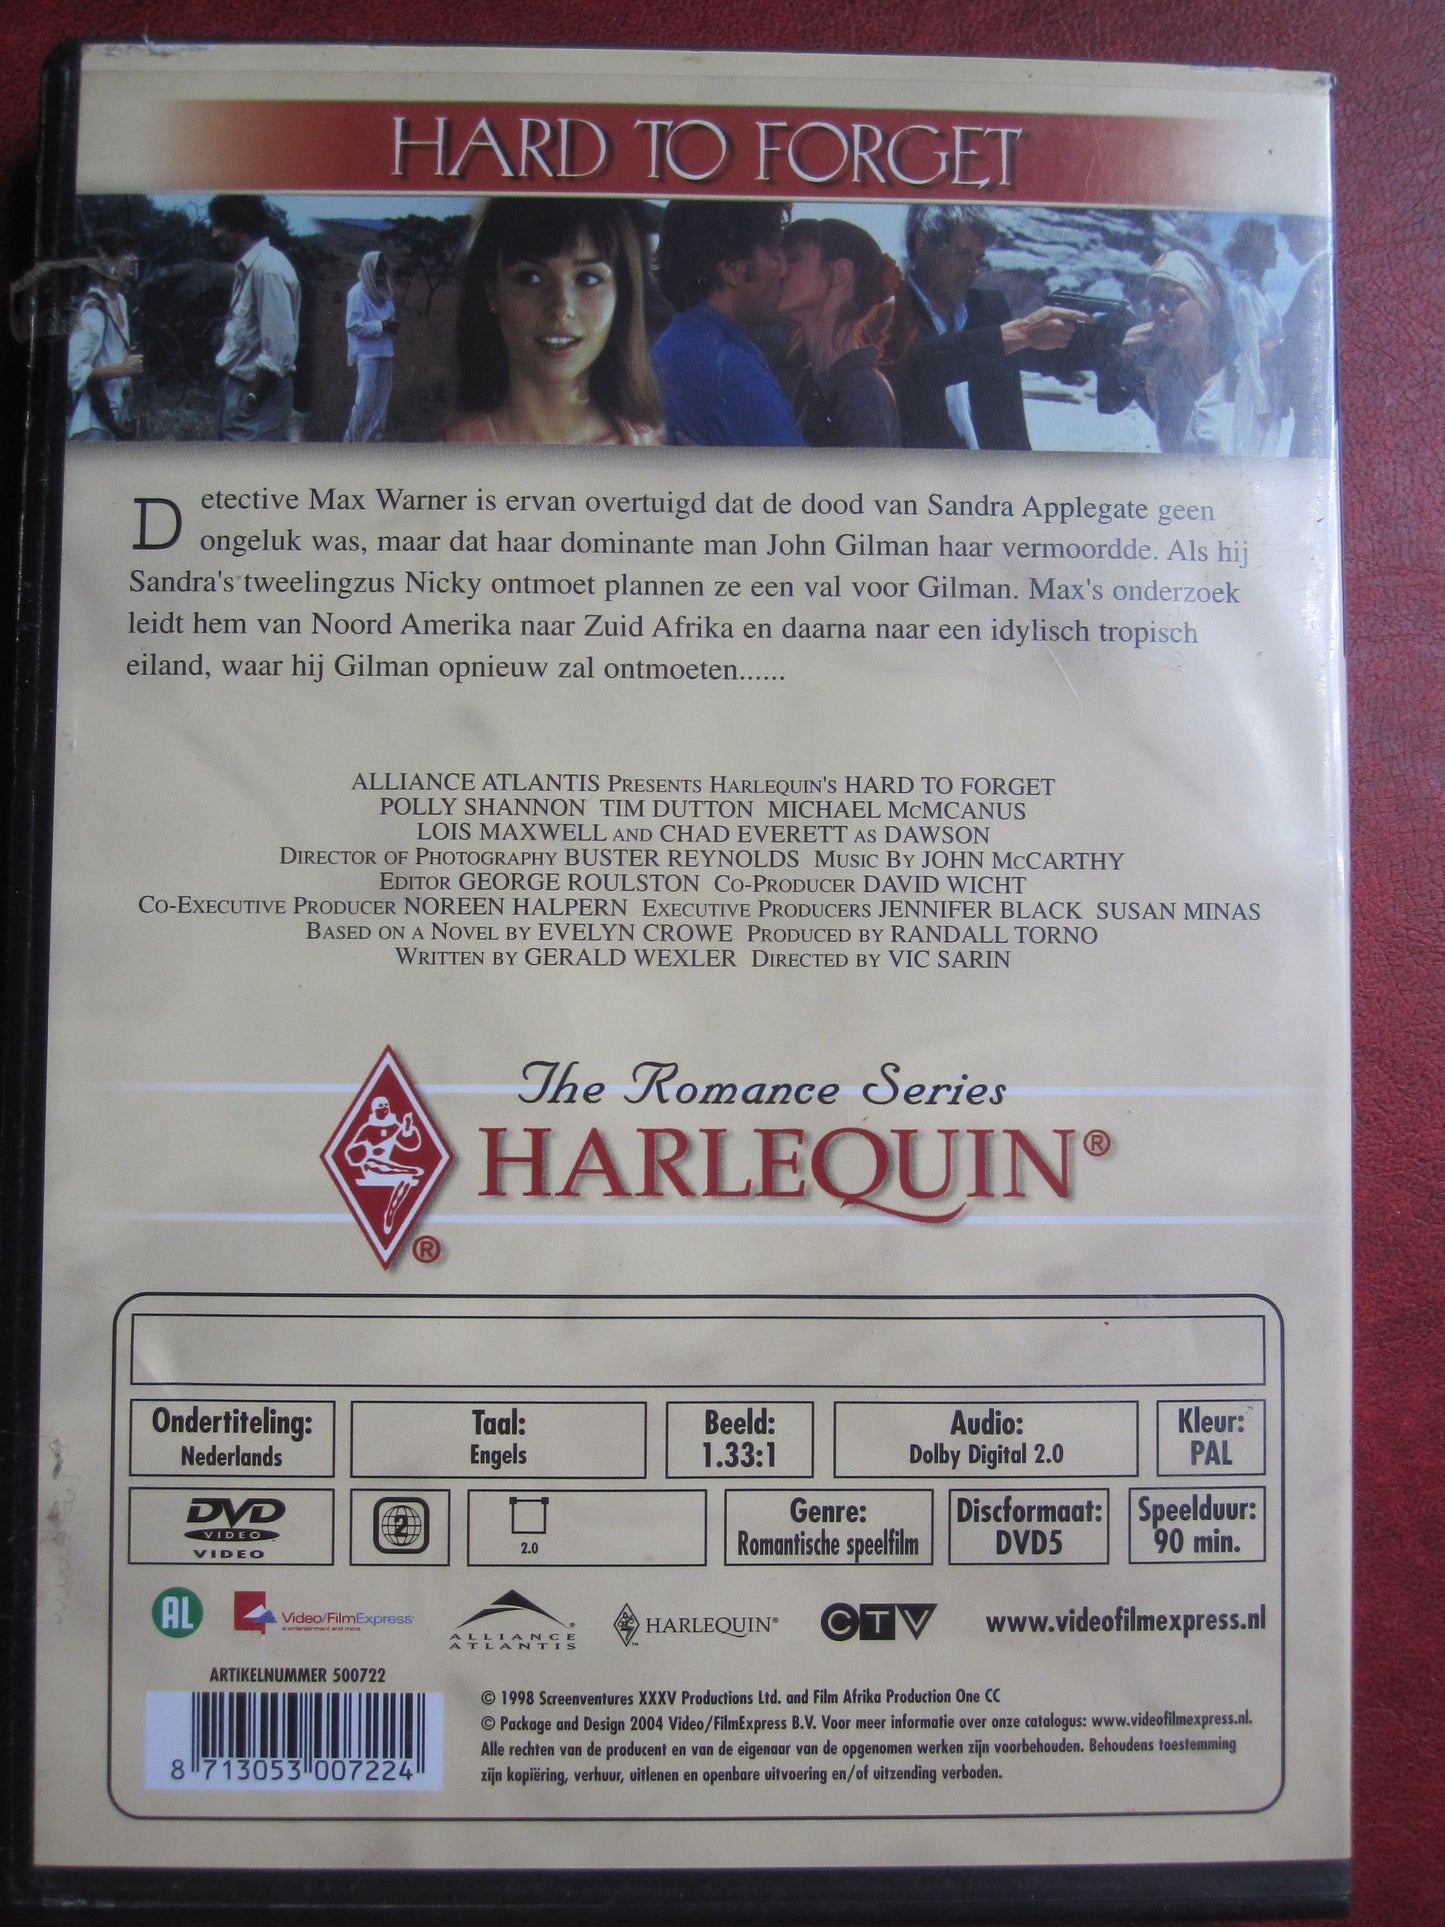 HARD TO FORGET
Detective Max Warner is ervan overtuigd dat de dood van Sandra Applegate geen
ongeluk was, maar dat haar dominante man John Gilman haar vermoordde. Als hij
Sandra's tweelingzus Nicky ontmoet plannen ze een val voor Gilman. Max's onderzoek
leidt hem van Noord Amerika naar Zuid Afrika en daarna naar een idylisch tropisch
eiland, waar hij Gilman opnieuw zal ontmoeten......
ALLIANCE ATLANTIS PRESENTS HARLEQUIN'S HARD TO FORGET
POLLY SHANNON TIM DUTTON MICHAEL MCMCANUS
LOIS MAXWELL AND CHAD EVERETT AS DAWSON
DIRECTOR OF PHOTOGRAPHY BUSTER REYNOLDS MUSIC BY JOHN MCCARTHY
EDITOR GEORGE ROULSTON CO-PRODUCER DAVID WICHT
CO-EXECUTIVE PRODUCER NOREEN HALPERN EXECUTIVE PRODUCERS JENNIFER BLACK SUSAN MINAS
BASED ON A NOVEL BY EVELYN CROWE PRODUCED BY RANDALL TORNO
WRITTEN BY GERALD WEXLER DIRECTED BY VIC SARIN
The Romance Series
HARLEQUIN®
®
Ondertiteling: Taal: Beeld: Audio: Kleur:
Nederlands Engels 1.33:1 Dolby Digital 2.0 PAL
DVD VIDEO VIDEO 2 2.0
Genre: Discformaat: Speelduur:
Romantische speelfilm DVD5 90 min.
AL Video/FilmExpress a entertainment and more ALLIANCE ATLANTIS® HARLEQUIN® CTV www.videofilmexpress.nl
ARTIKELNUMMER 500722
8 713053 007224
© 1998 Screenventures XXXV Productions Ltd. and Film Afrika Production One CC
© Package and Design 2004 Video/FilmExpress B.V. Voor meer informatie over onze catalogus: www.videofilmexpress.nl.
Alle rechten van de producent en van de eigenaar van de opgenomen werken zijn voorbehouden. Behoudens toestemming
zijn kopiëring, verhuur, uitlenen en openbare uitvoering en/of uitzending verboden.